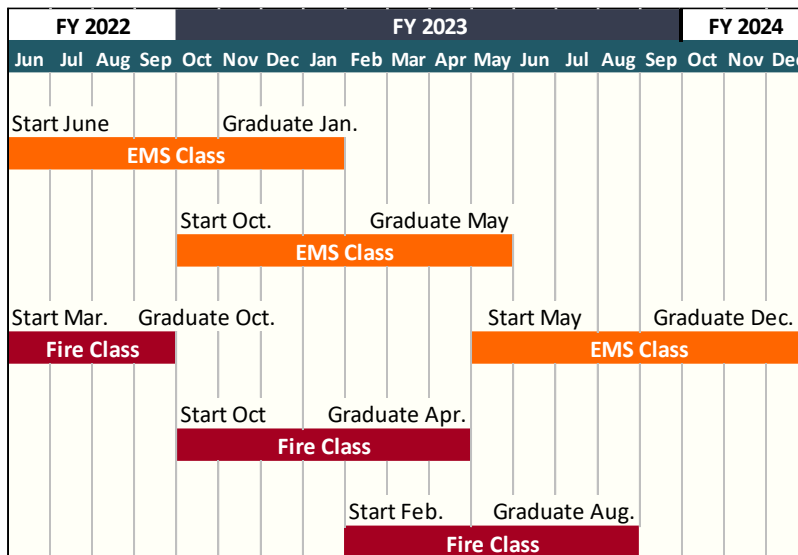 FY 2022 FY 2023 FY 2024
Jun Jul Aug Sep Oct Nov Dec Jan Feb Mar Apr May Jun Jul Aug Sep Oct Nov Dec
Start June Graduate Jan.
EMS Class
Start Oct. Graduate May
EMS Class
Start Mar. Graduate Oct. Start May Graduate Dec.
Fire Class EMS Class
Start Oct Graduate Apr.
Fire Class
Start Feb. Graduate Aug.
Fire Class